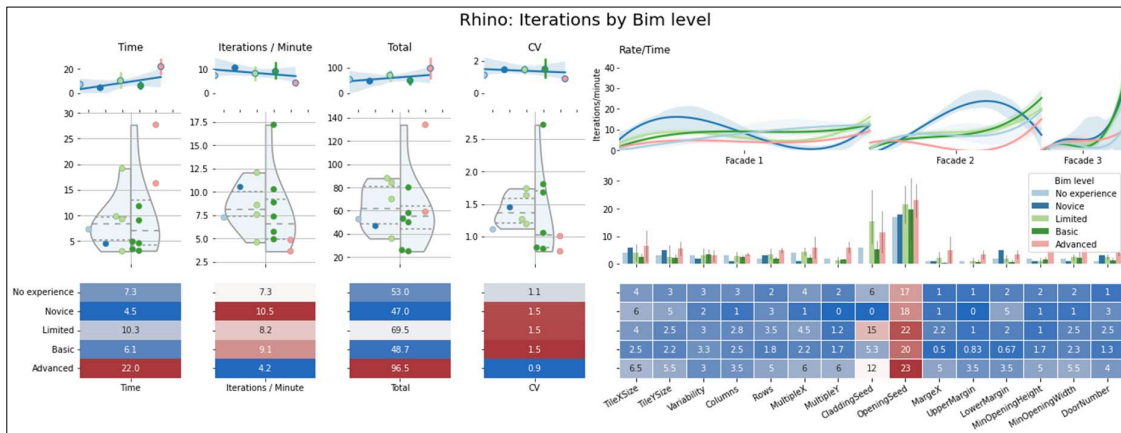 Rhino: Iterations by Bim level
Time
Iterations / Minute
Total
CV
Rate/Time
20
0
10
0
100
0
2
0
40
30
20
10
0
Iterations/minute
Facade 1
Facade 2
Facade 3
30
25
20
15
10
5
17.5
15.0
12.5
10.0
7.5
5.0
2.5
140
120
100
80
60
40
20
2.5
2.0
1.5
1.0
30
20
10
0
Bim level
No experience
Novice
Limited
Basic
Advanced
No experience 7.3 7.3 53.0 1.1 4 3 3 3 2 4 2 6 17 1 1 2 2 2 1
Novice 4.5 10.5 47.0 1.5 6 5 2 1 3 1 0 0 18 1 0 5 1 1 3
Limited 10.3 8.2 69.5 1.5 4 2.5 3 2.8 3.5 4.5 1.2 15 22 2.2 1 2 1 2.5 2.5
Basic 6.1 9.1 48.7 1.5 2.5 2.2 3.3 2.5 1.8 2.2 1.7 5.3 20 0.5 0.83 0.67 1.7 2.3 1.3
Advanced 22.0 4.2 96.5 0.9 6.5 5.5 3 3.5 5 6 6 12 23 5 3.5 3.5 5 5.5 4
Time
Iterations / Minute
Total
CV
TileXSize
TileYSize
Variability
Columns
Rows
MultipleX
MultipleY
CladdingSeed
OpeningSeed
MargeX
UpperMargin
LowerMargin
MinOpeningHeight
MinOpeningWidth
DoorNumber